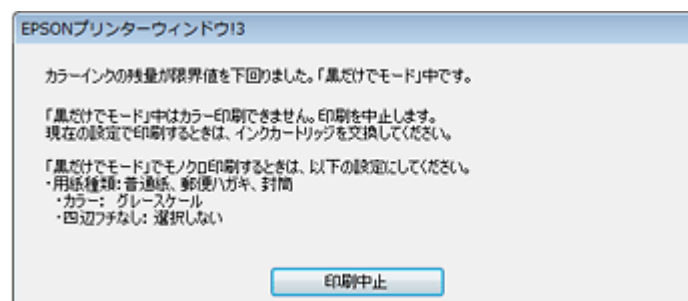 EPSONプリンターウィンドウ!3
カラーインクの残量が限界値を下回りました。「黒だけでモード」中です。
「黒だけでモード」中はカラー印刷できません。印刷を中止します。
現在の設定で印刷するときは、インクカートリッジを交換してください。
「黒だけでモード」でモノクロ印刷するときは、以下の設定にしてください。
・用紙種類：普通紙、郵便ハガキ、封筒
・カラー： グレースケール
・四辺フチなし： 選択しない
印刷中止